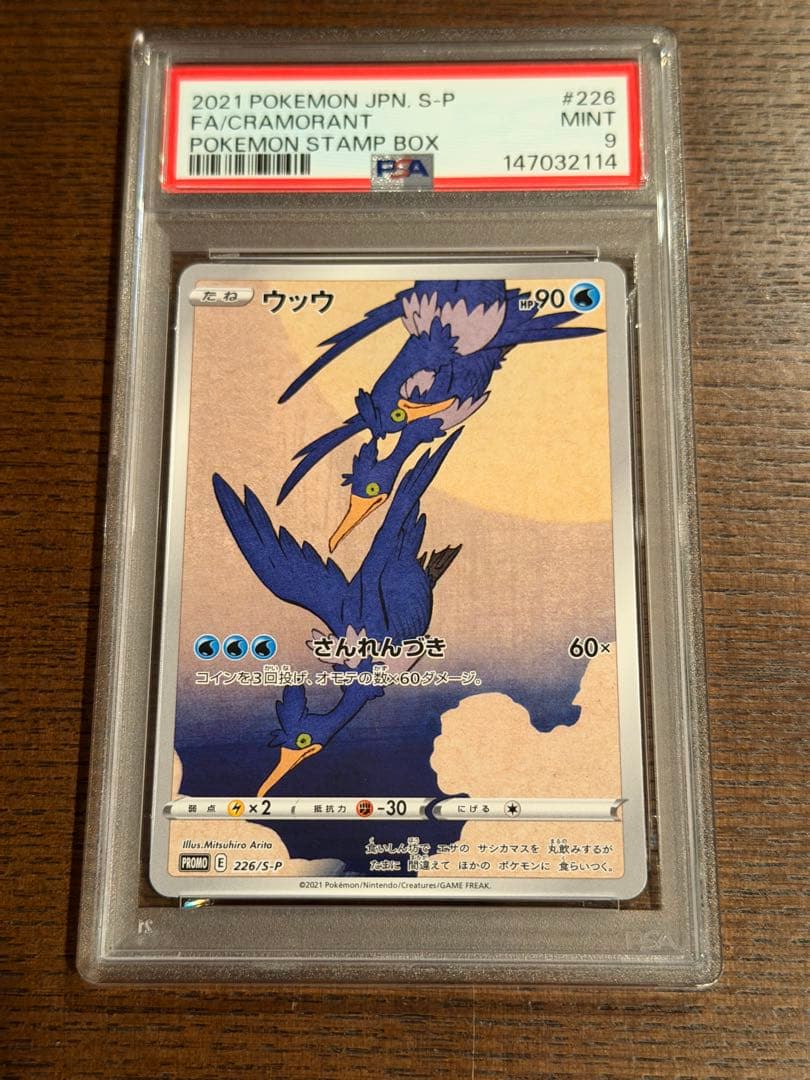 2021 POKEMON JPN. S-P #226
FA/CRAMORANT MINT
POKEMON STAMP BOX 9
PSA 147032114
たね ウッウ HP90
さんれんづき 60×
コインを3回投げ、オモテの数×60ダメージ。
弱点 ×2 抵抗力 -30 にげる
Illus.Mitsuhiro Arita
PROMO E 226/S-P
食いしん坊で エサの サシカマスを 丸飲みするが
たまに 間違えて ほかの ポケモンに 食らいつく。
©2021 Pokémon/Nintendo/Creatures/GAME FREAK.
PSA